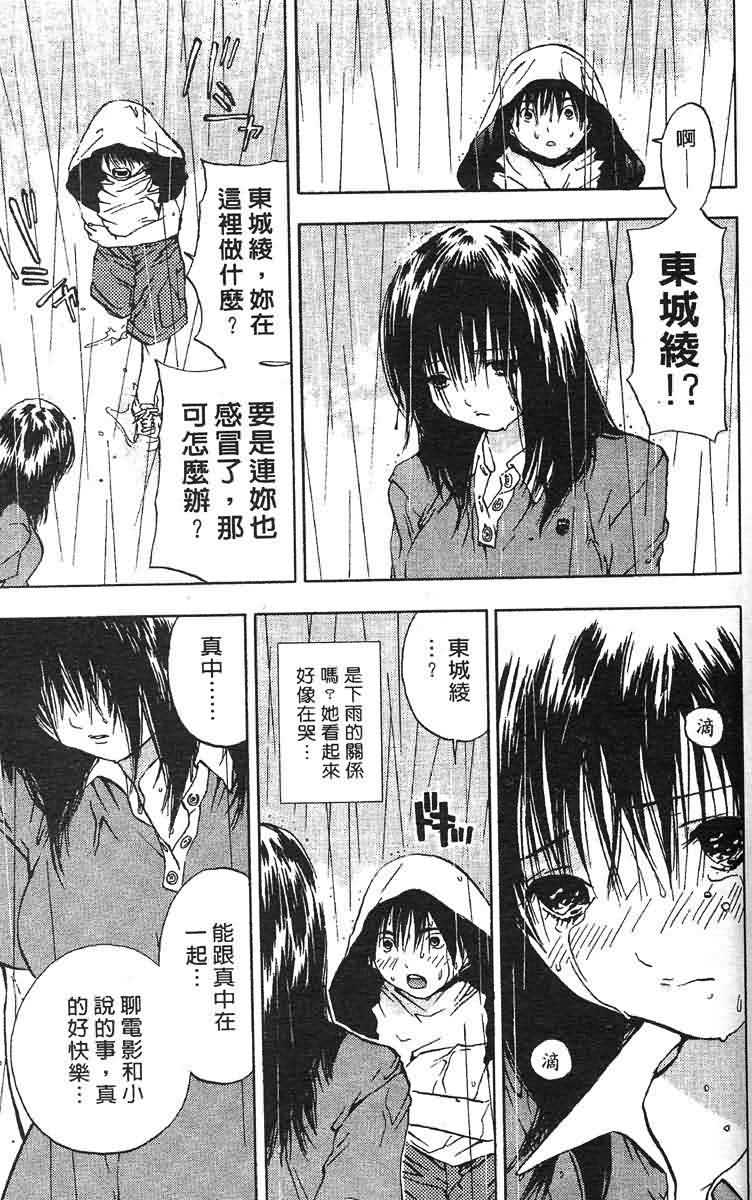 啊
東城綾!?
東城綾，妳在
這裡做什麼？
要是連妳也
感冒了，那
可怎麼辦？
滴
滴
東城綾
…？
是下雨的關係
嗎？她看起來
好像在哭…
ドキッ
真中……
能跟真中在
一起…
聊電影和小
說的事，真
的好快樂…